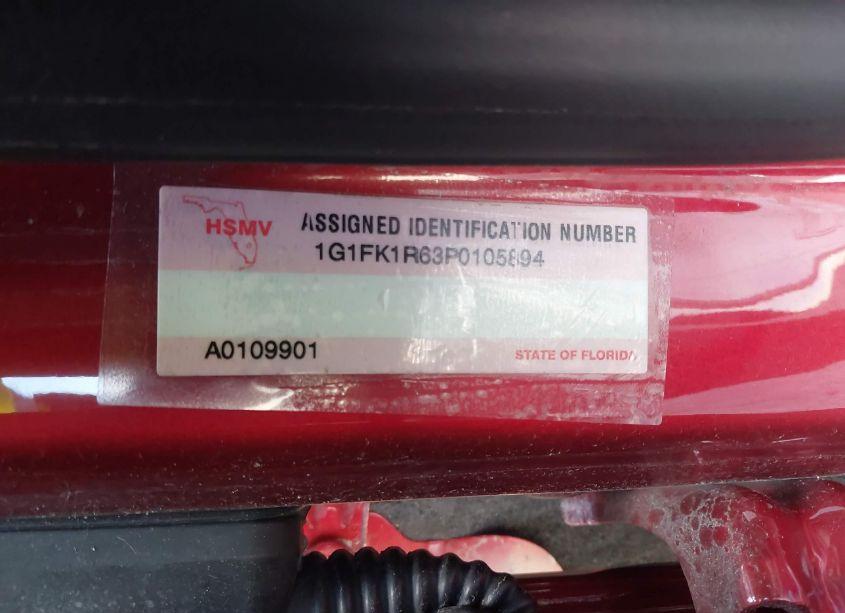 HSMV
ASSIGNED IDENTIFICATION NUMBER
1G1FK1R63P0105894
A0109901
STATE OF FLORIDA